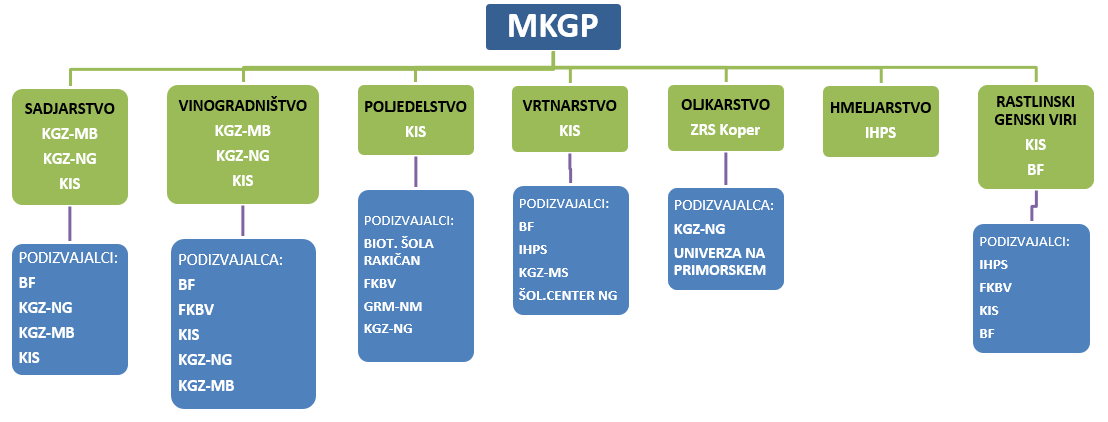 MKGP
SADJARSTVO
KGZ-MB
KGZ-NG
KIS
PODIZVAJALCI:
BF
KGZ-NG
KGZ-MB
KIS
VINOGRADNIŠTVO
KGZ-MB
KGZ-NG
KIS
PODIZVAJALCA:
BF
FKBV
KIS
KGZ-NG
KGZ-MB
POLJEDELSTVO
KIS
PODIZVAJALCI:
BIOT. ŠOLA
RAKIČAN
FKBV
GRM-NM
KGZ-NG
VRTNARSTVO
KIS
PODIZVAJALCI:
BF
IHPS
KGZ-MS
ŠOL.CENTER NG
OLJKARSTVO
ZRS Koper
PODIZVAJALCA:
KGZ-NG
UNIVERZA NA
PRIMORSKEM
HMELJARSTVO
IHPS
RASTLINSKI
GENSKI VIRI
KIS
BF
PODIZVAJALCI:
IHPS
FKBV
KIS
BF